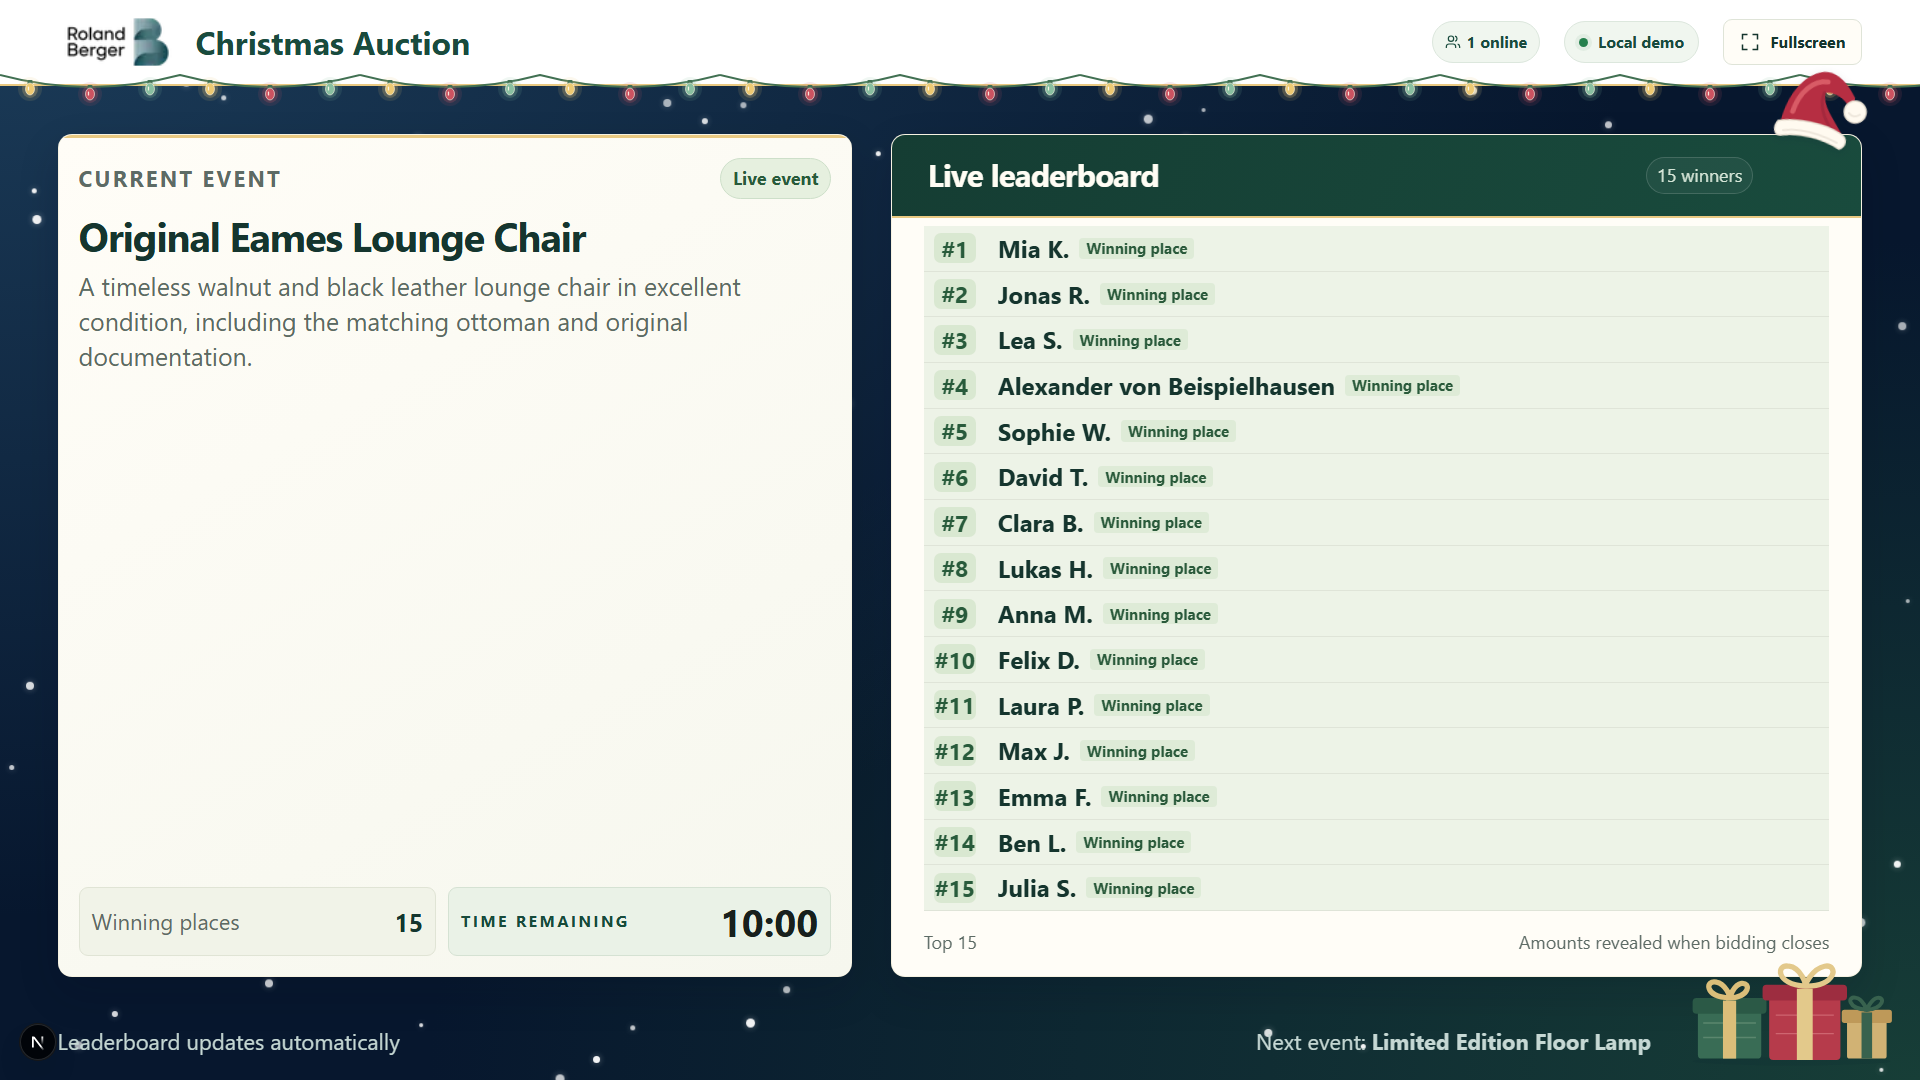 Roland
Berger
Christmas Auction
1 online
Local demo
Fullscreen
CURRENT EVENT
Live event
Original Eames Lounge Chair
A timeless walnut and black leather lounge chair in excellent
condition, including the matching ottoman and original
documentation.
Winning places 15
TIME REMAINING 10:00
Live leaderboard
15 winners
#1 Mia K. Winning place
#2 Jonas R. Winning place
#3 Lea S. Winning place
#4 Alexander von Beispielhausen Winning place
#5 Sophie W. Winning place
#6 David T. Winning place
#7 Clara B. Winning place
#8 Lukas H. Winning place
#9 Anna M. Winning place
#10 Felix D. Winning place
#11 Laura P. Winning place
#12 Max J. Winning place
#13 Emma F. Winning place
#14 Ben L. Winning place
#15 Julia S. Winning place
Top 15
Amounts revealed when bidding closes
N
Leaderboard updates automatically
Next event: Limited Edition Floor Lamp